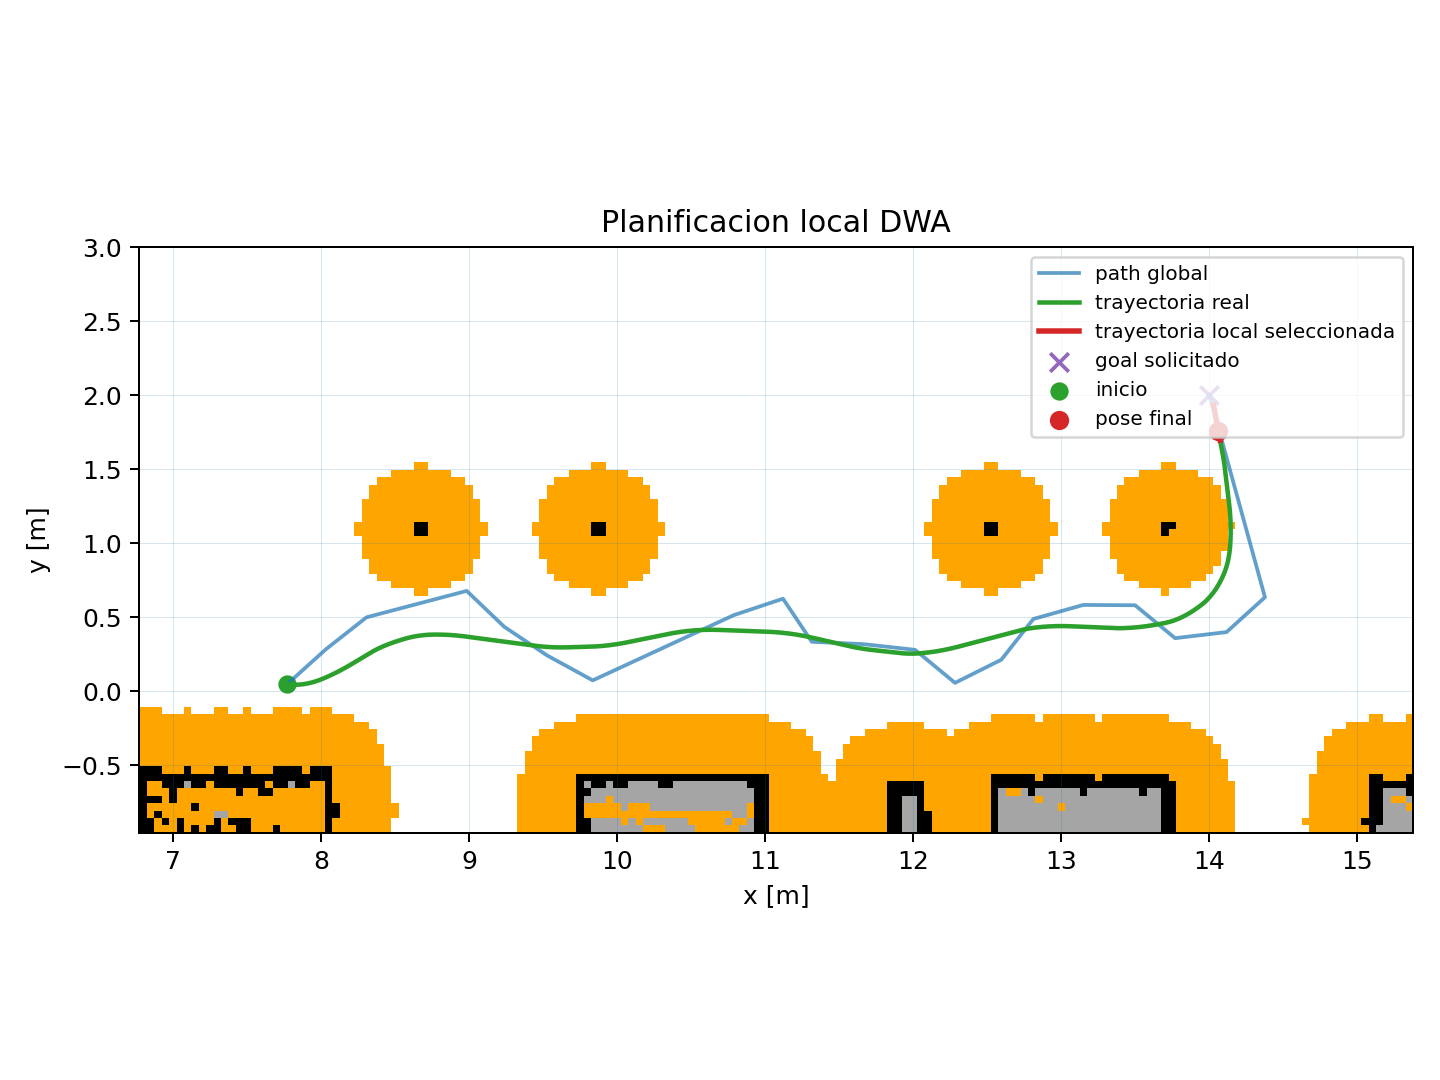 Planificacion local DWA
3.0
2.5
2.0
1.5
1.0
0.5
0.0
−0.5
y [m]
path global
trayectoria real
trayectoria local seleccionada
goal solicitado
inicio
pose final
7 8 9 10 11 12 13 14 15
x [m]